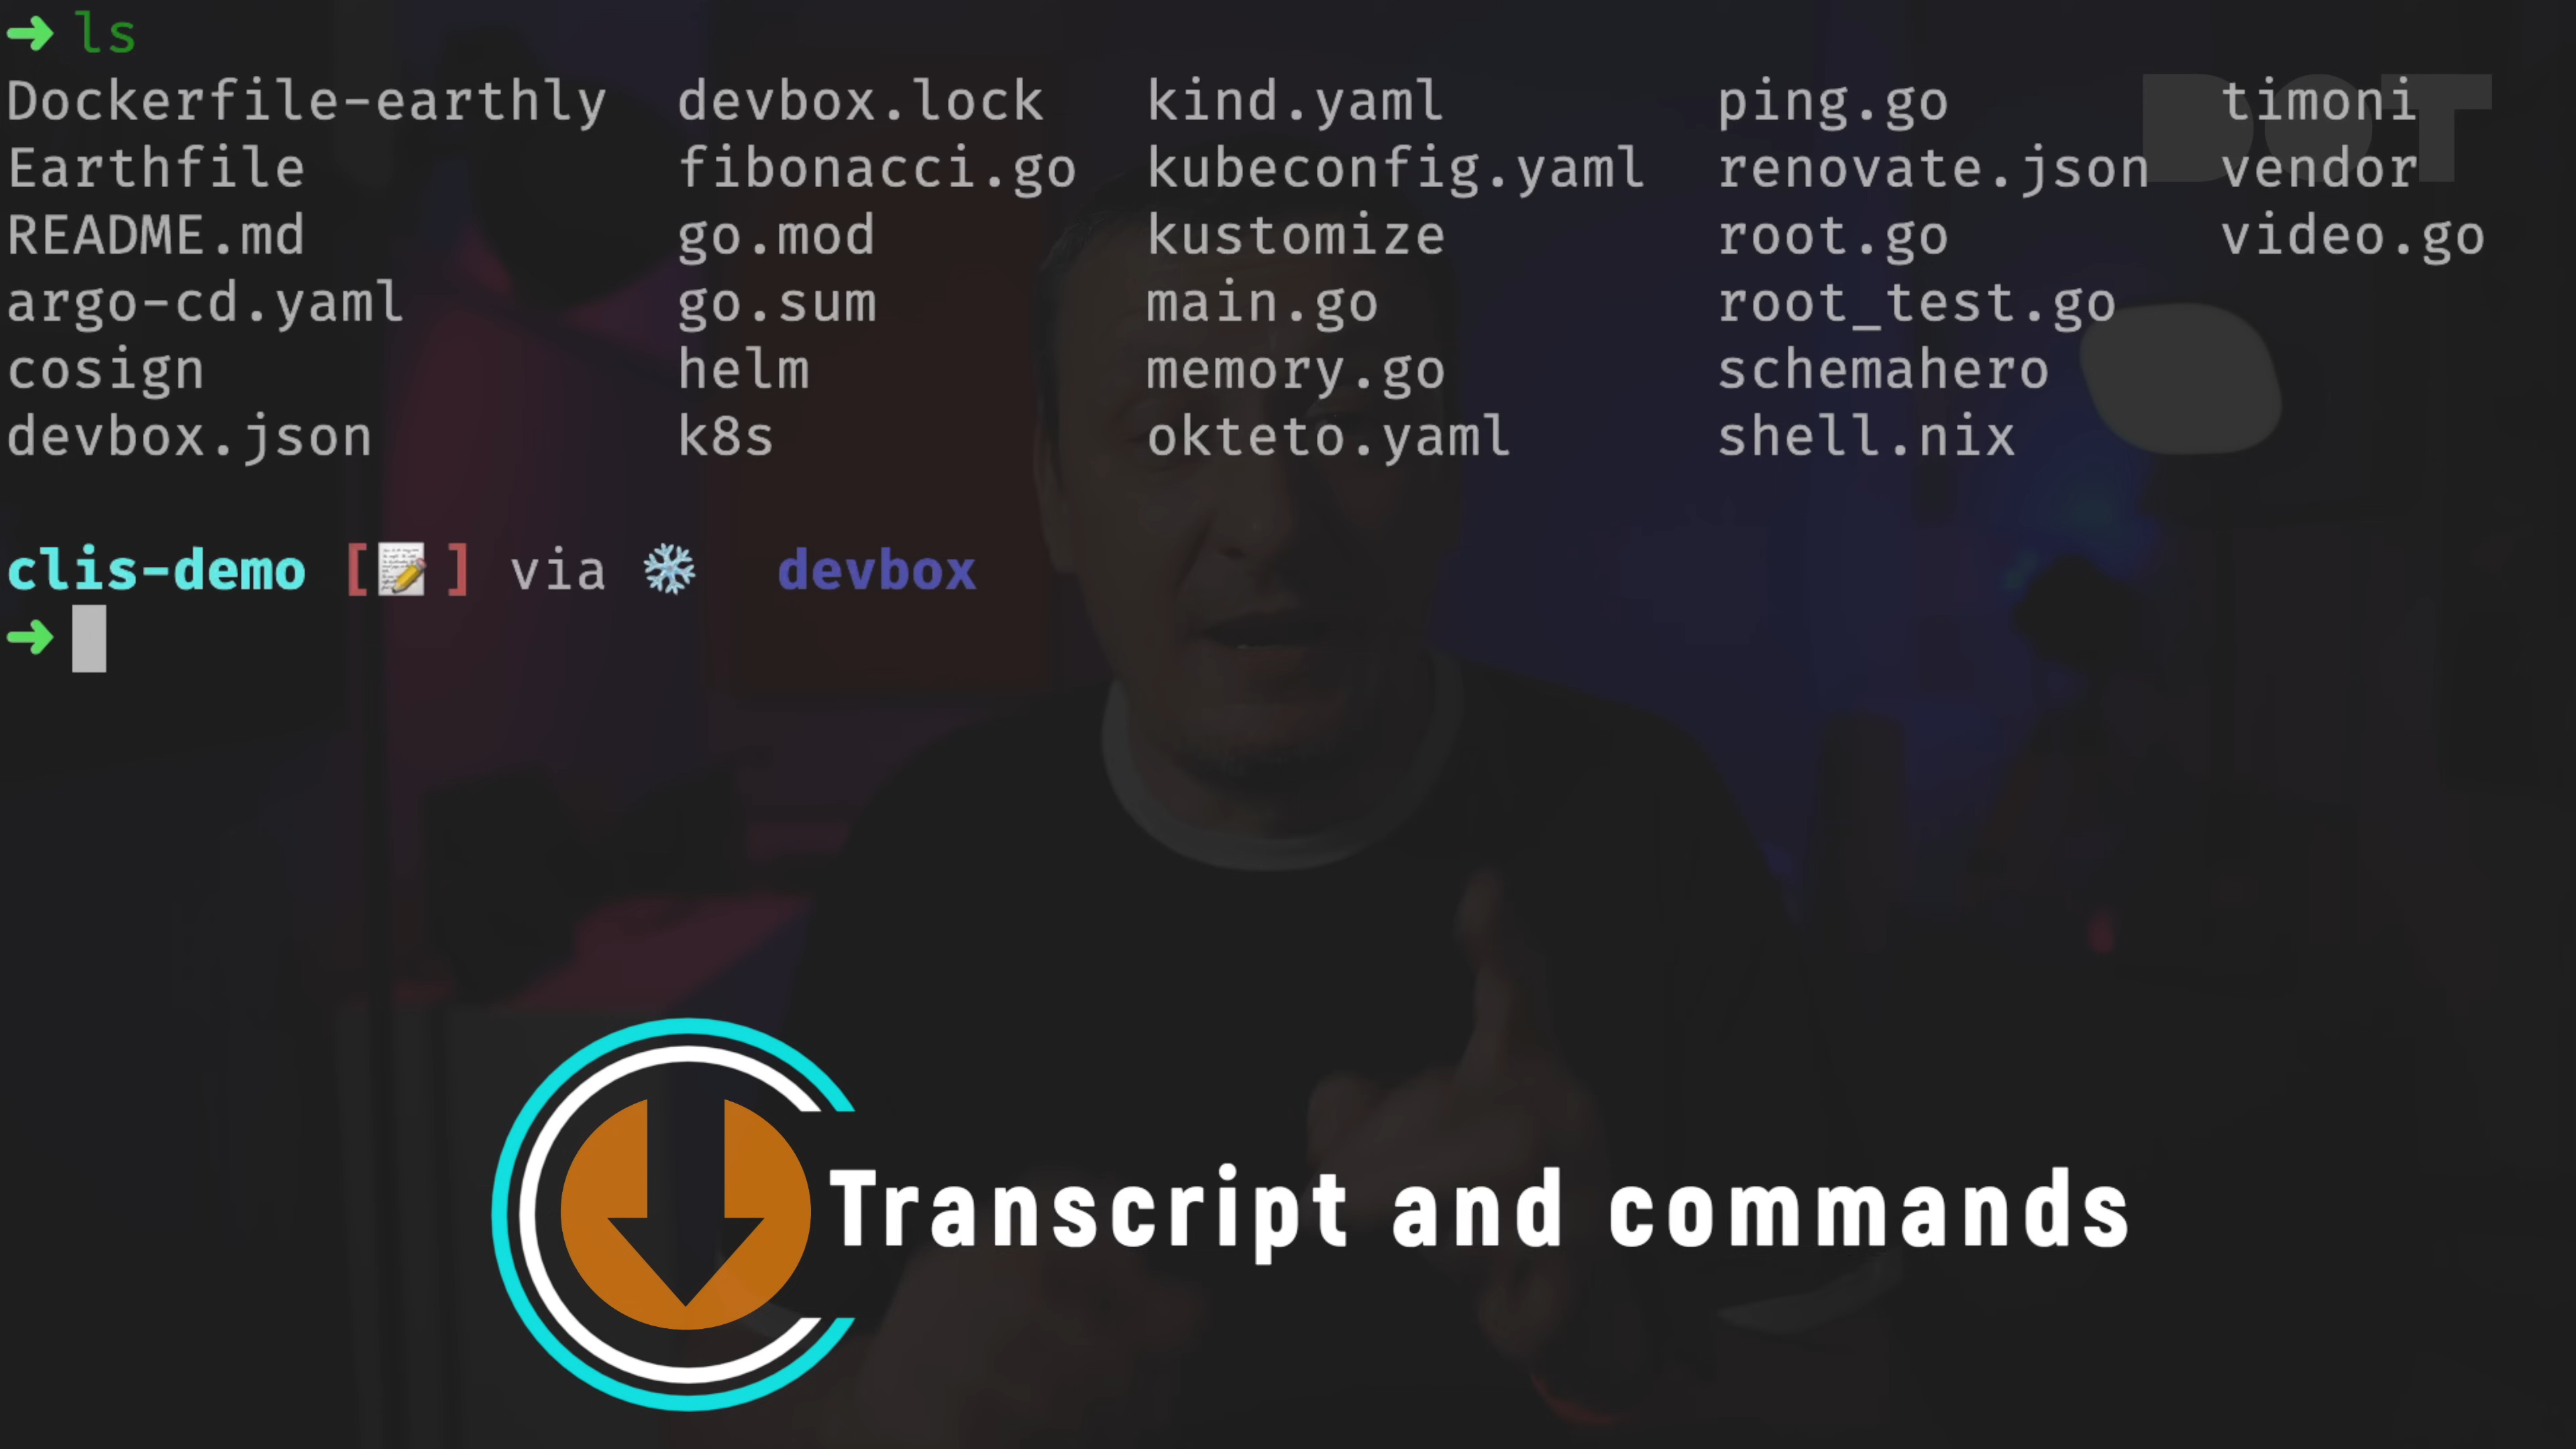 ➜ ls
Dockerfile-earthly devbox.lock kind.yaml ping.go timoni
Earthfile fibonacci.go kubeconfig.yaml renovate.json vendor
README.md go.mod kustomize root.go video.go
argo-cd.yaml go.sum main.go root_test.go
cosign helm memory.go schemahero
devbox.json k8s okteto.yaml shell.nix
DOT
clis-demo [📝 ] via ❄️ devbox
➜
Transcript and commands